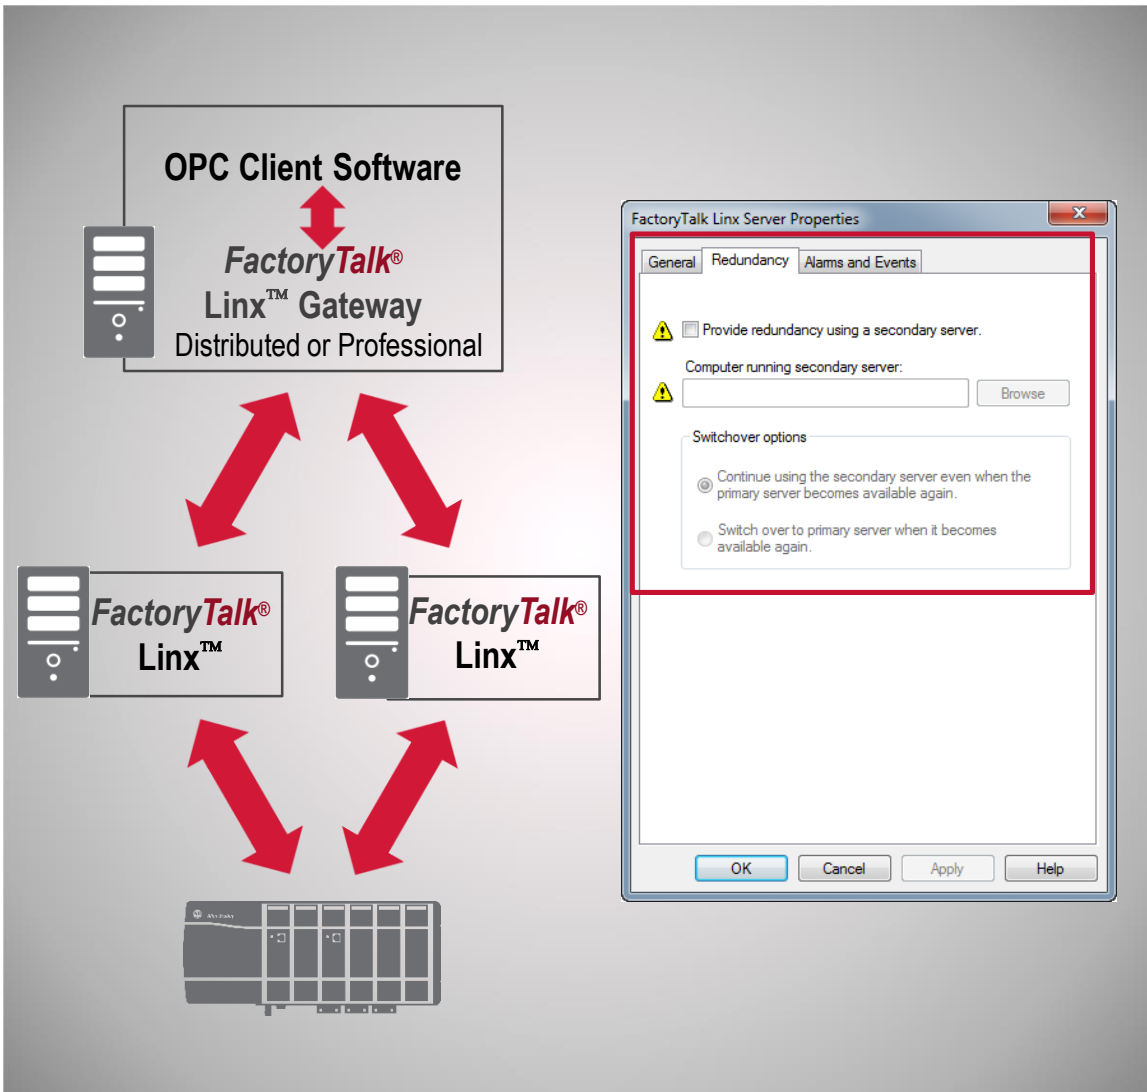 OPC Client Software
FactoryTalk®
Linx™ Gateway
Distributed or Professional
FactoryTalk®
Linx™
FactoryTalk®
Linx™
Allen-Bradley
FactoryTalk Linx Server Properties
General Redundancy Alarms and Events
Provide redundancy using a secondary server.
Computer running secondary server:
Browse
Switchover options
Continue using the secondary server even when the
primary server becomes available again.
Switch over to primary server when it becomes
available again.
OK Cancel Apply Help